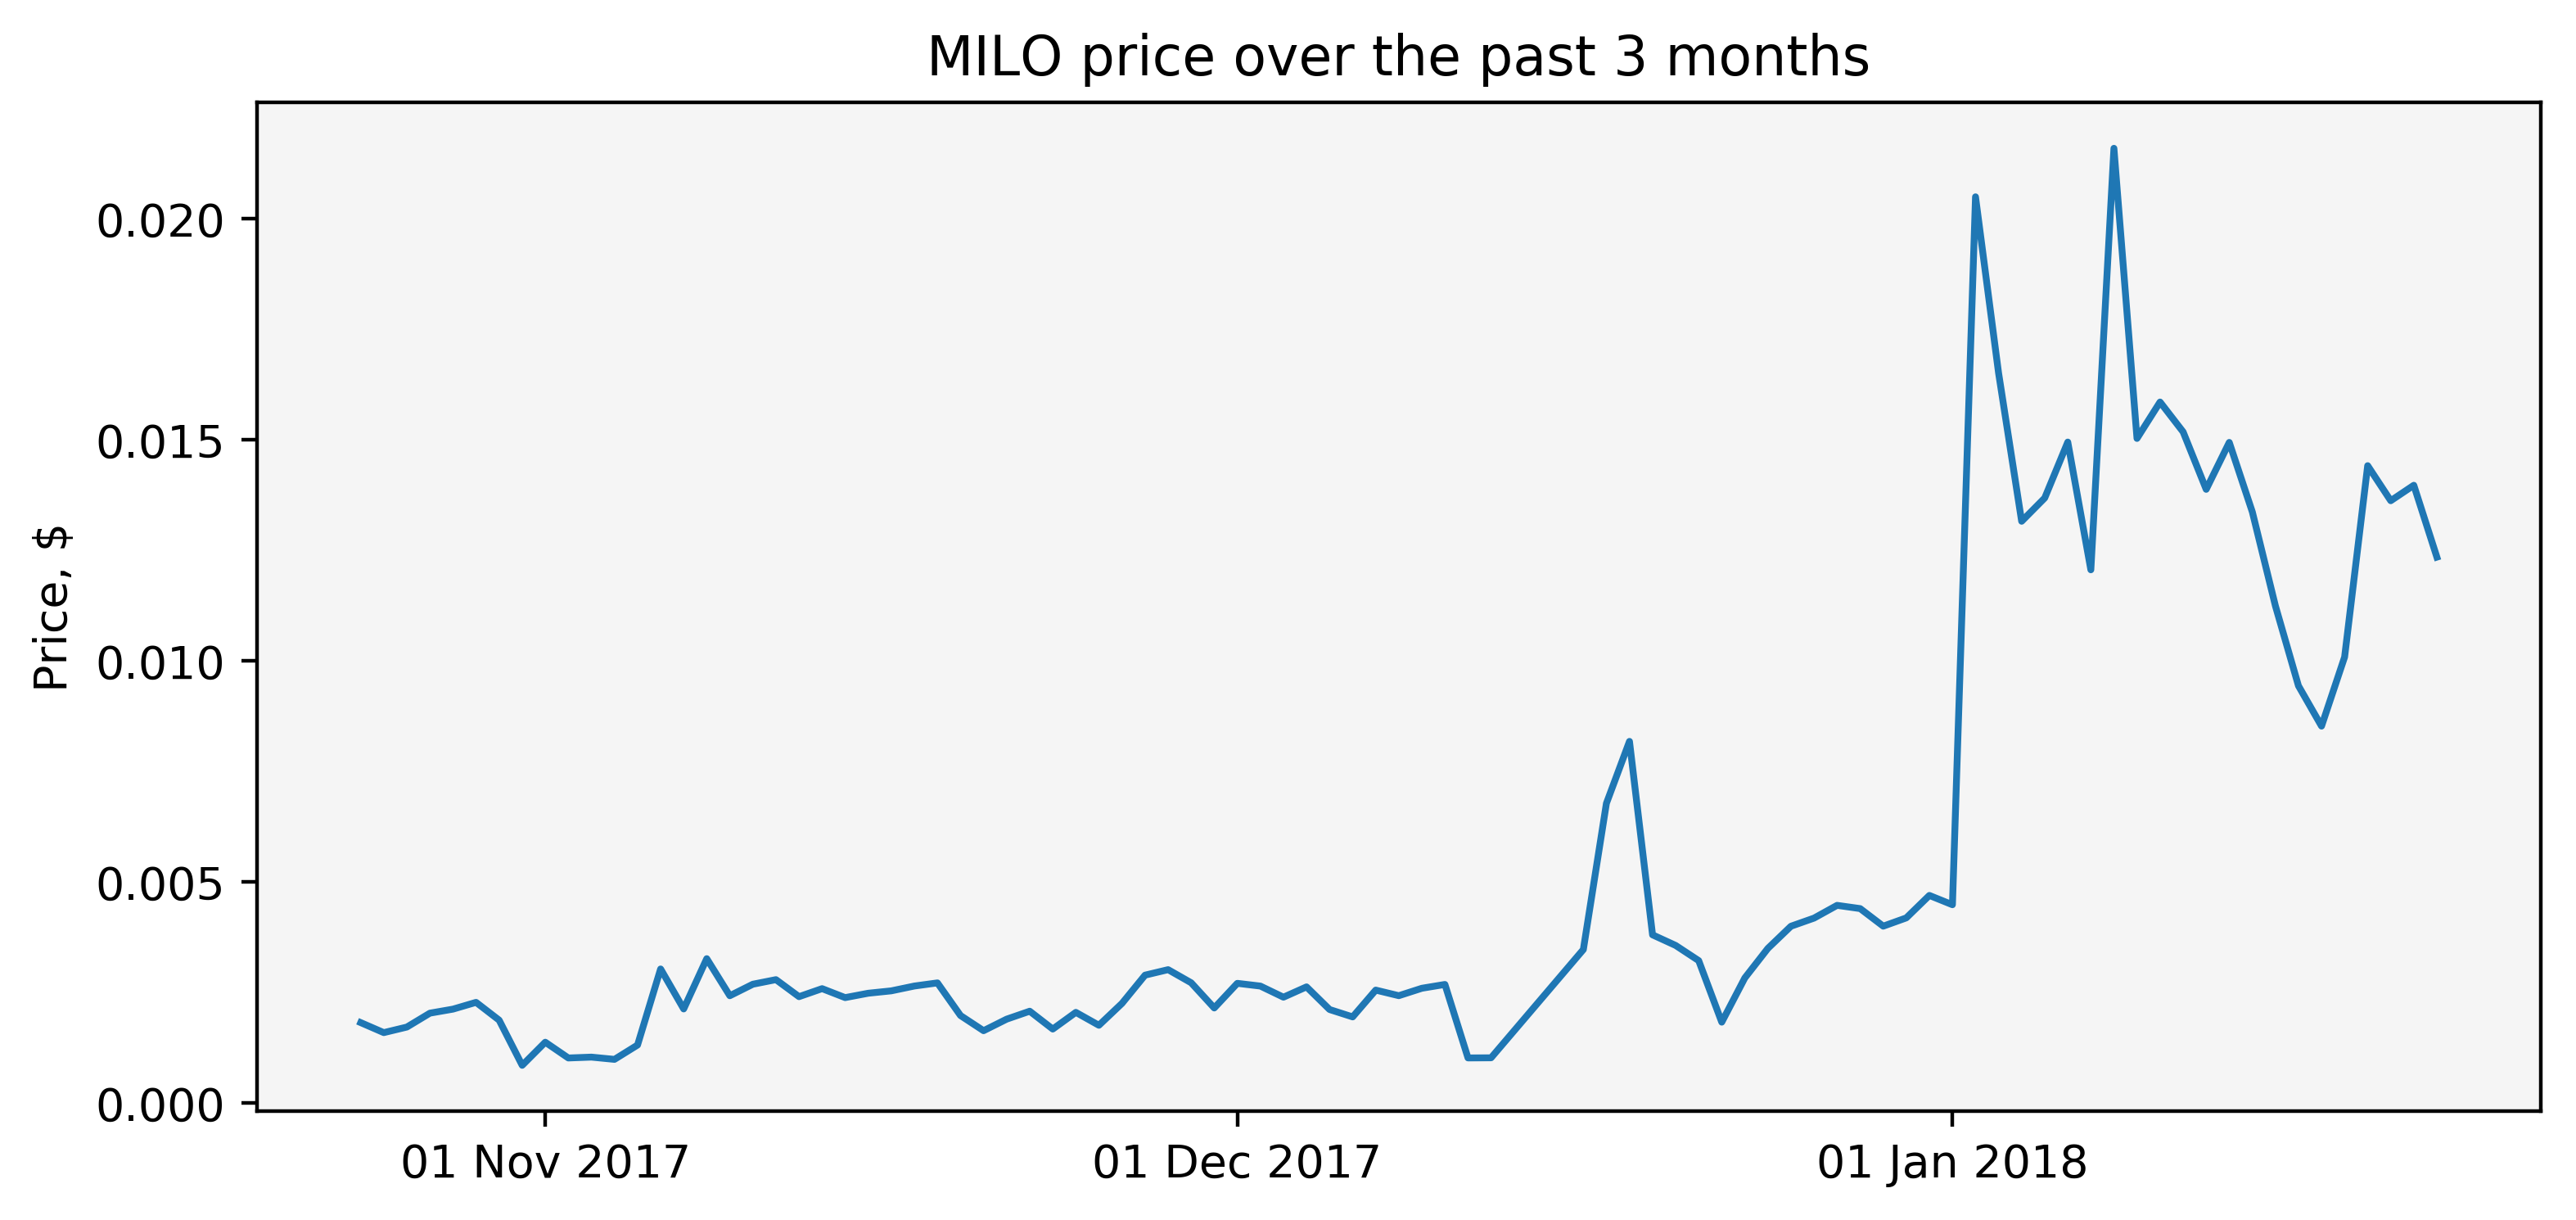 MILO price over the past 3 months
Price, $
0.020
0.015
0.010
0.005
0.000
01 Nov 2017
01 Dec 2017
01 Jan 2018